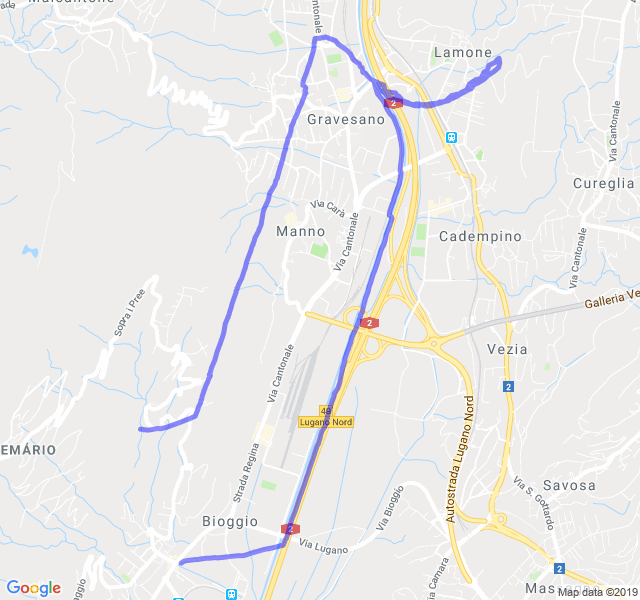 Cantonale
Lamone
2
Gravesano
Via Cantonale
Cureglia
Via Carà
Manno
Via Cantonale
Cadempino
Via Cantonale
Sopra i Pree
Galleria Ve
2
Vezia
Via Cantonale
2
48
Lugano Nord
EMÁRIO
Strada Regina
Autostrada Lugano Nord
Savosa
Via S. Gottardo
Via Bioggio
Bioggio
2
Via Lugano
Via Camara
2
Mas
aggio
Google
Map data ©2019